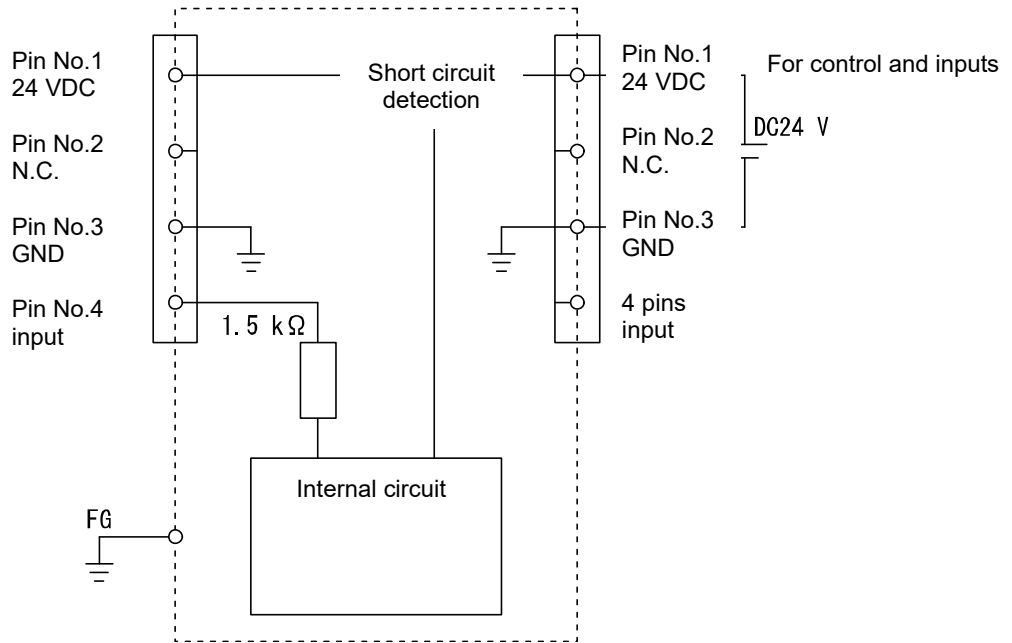 Pin No.1
24 VDC
Pin No.2
N.C.
Pin No.3
GND
Pin No.4
input
1.5 kΩ
FG
Short circuit
detection
Internal circuit
Pin No.1
24 VDC
Pin No.2
N.C.
Pin No.3
GND
4 pins
input
For control and inputs
DC24 V